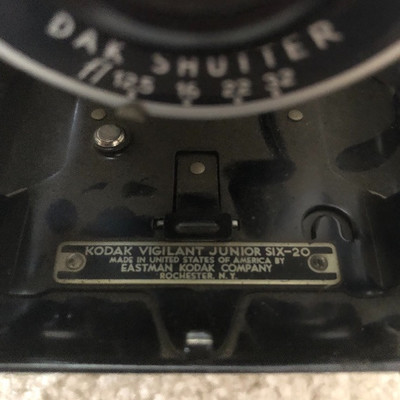 DAK SHUTTER
f/ 12.5 16 22 32
KODAK VIGILANT JUNIOR SIX-20
MADE IN UNITED STATES OF AMERICA BY
EASTMAN KODAK COMPANY
ROCHESTER, N.Y.